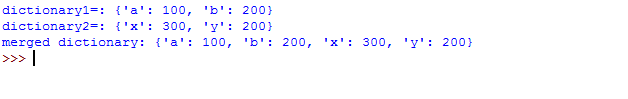 dictionary1=: {'a': 100, 'b': 200}
dictionary2=: {'x': 300, 'y': 200}
merged dictionary: {'a': 100, 'b': 200, 'x': 300, 'y': 200}
>>>